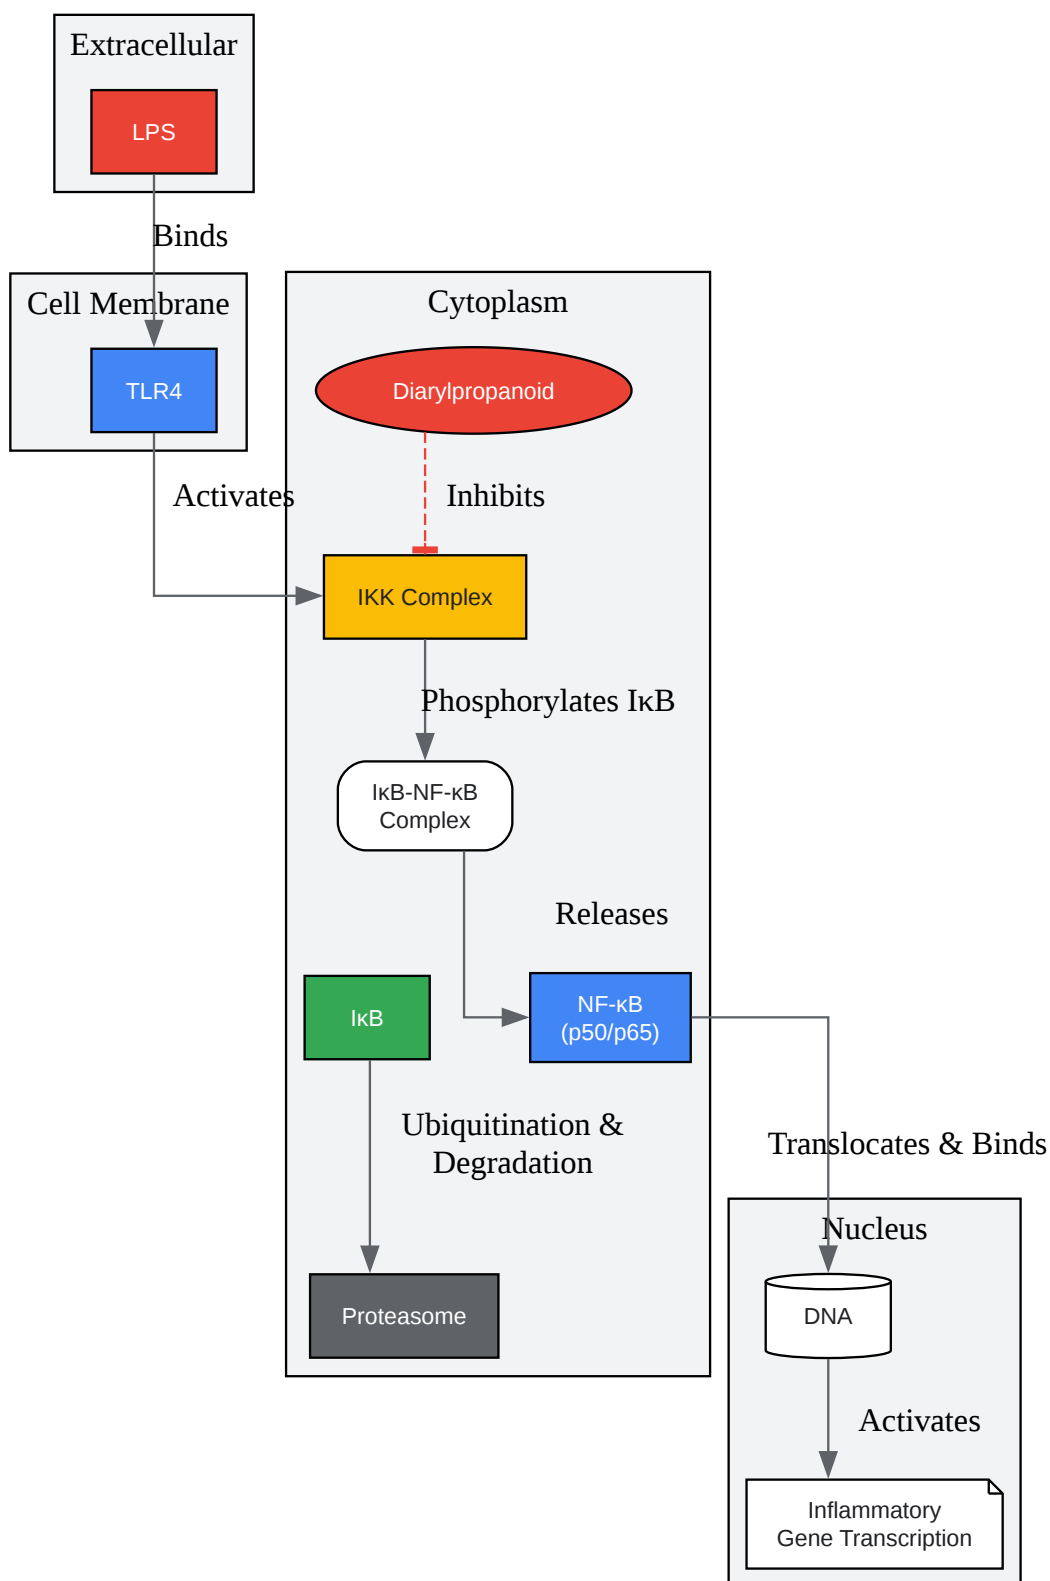 Extracellular
LPS
Binds
Cell Membrane
TLR4
Activates
Cytoplasm
Diarylpropanoid
Inhibits
IKK Complex
Phosphorylates IκB
IκB-NF-κB
Complex
Releases
IκB
NF-κB
(p50/p65)
Ubiquitination &
Degradation
Proteasome
Translocates & Binds
Nucleus
DNA
Activates
Inflammatory
Gene Transcription